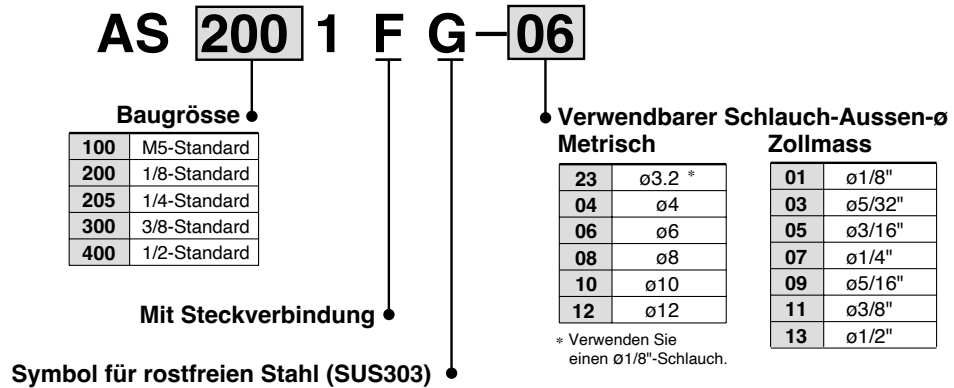 AS 200 1 F G – 06
Baugrösse
100 M5-Standard
200 1/8-Standard
205 1/4-Standard
300 3/8-Standard
400 1/2-Standard
Mit Steckverbindung
Symbol für rostfreien Stahl (SUS303)
Verwendbarer Schlauch-Aussen-ø
Metrisch
23 ø3.2 *
04 ø4
06 ø6
08 ø8
10 ø10
12 ø12
* Verwenden Sie
einen Ø1/8"-Schlauch.
Zollmass
01 ø1/8"
03 ø5/32"
05 ø3/16"
07 ø1/4"
09 ø5/16"
11 ø3/8"
13 ø1/2"